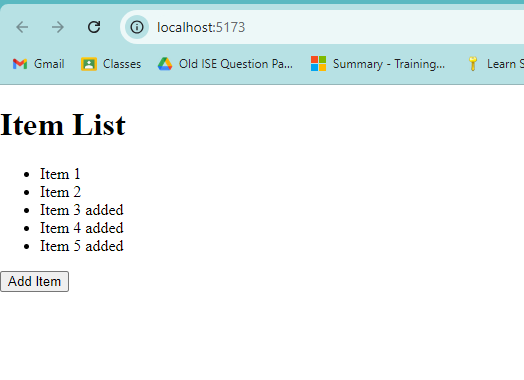 localhost:5173
Gmail Classes Old ISE Question Pa... Summary - Training... Learn S
Item List
Item 1
Item 2
Item 3 added
Item 4 added
Item 5 added
Add Item